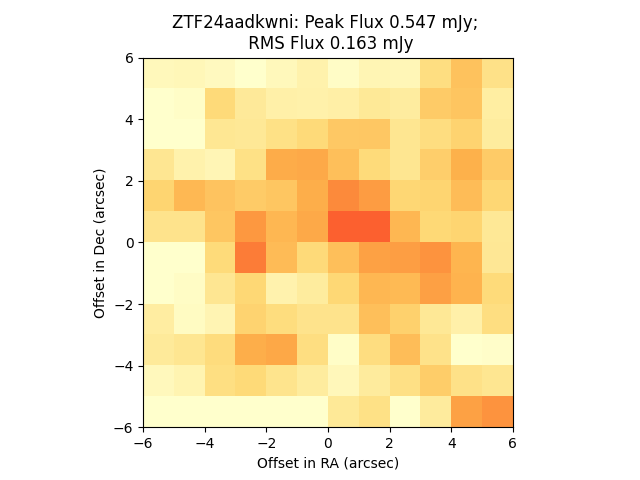 ZTF24aadkwni: Peak Flux 0.547 mJy;
RMS Flux 0.163 mJy
6
4
2
0
−2
−4
−6
Offset in Dec (arcsec)
−6 −4 −2 0 2 4 6
Offset in RA (arcsec)